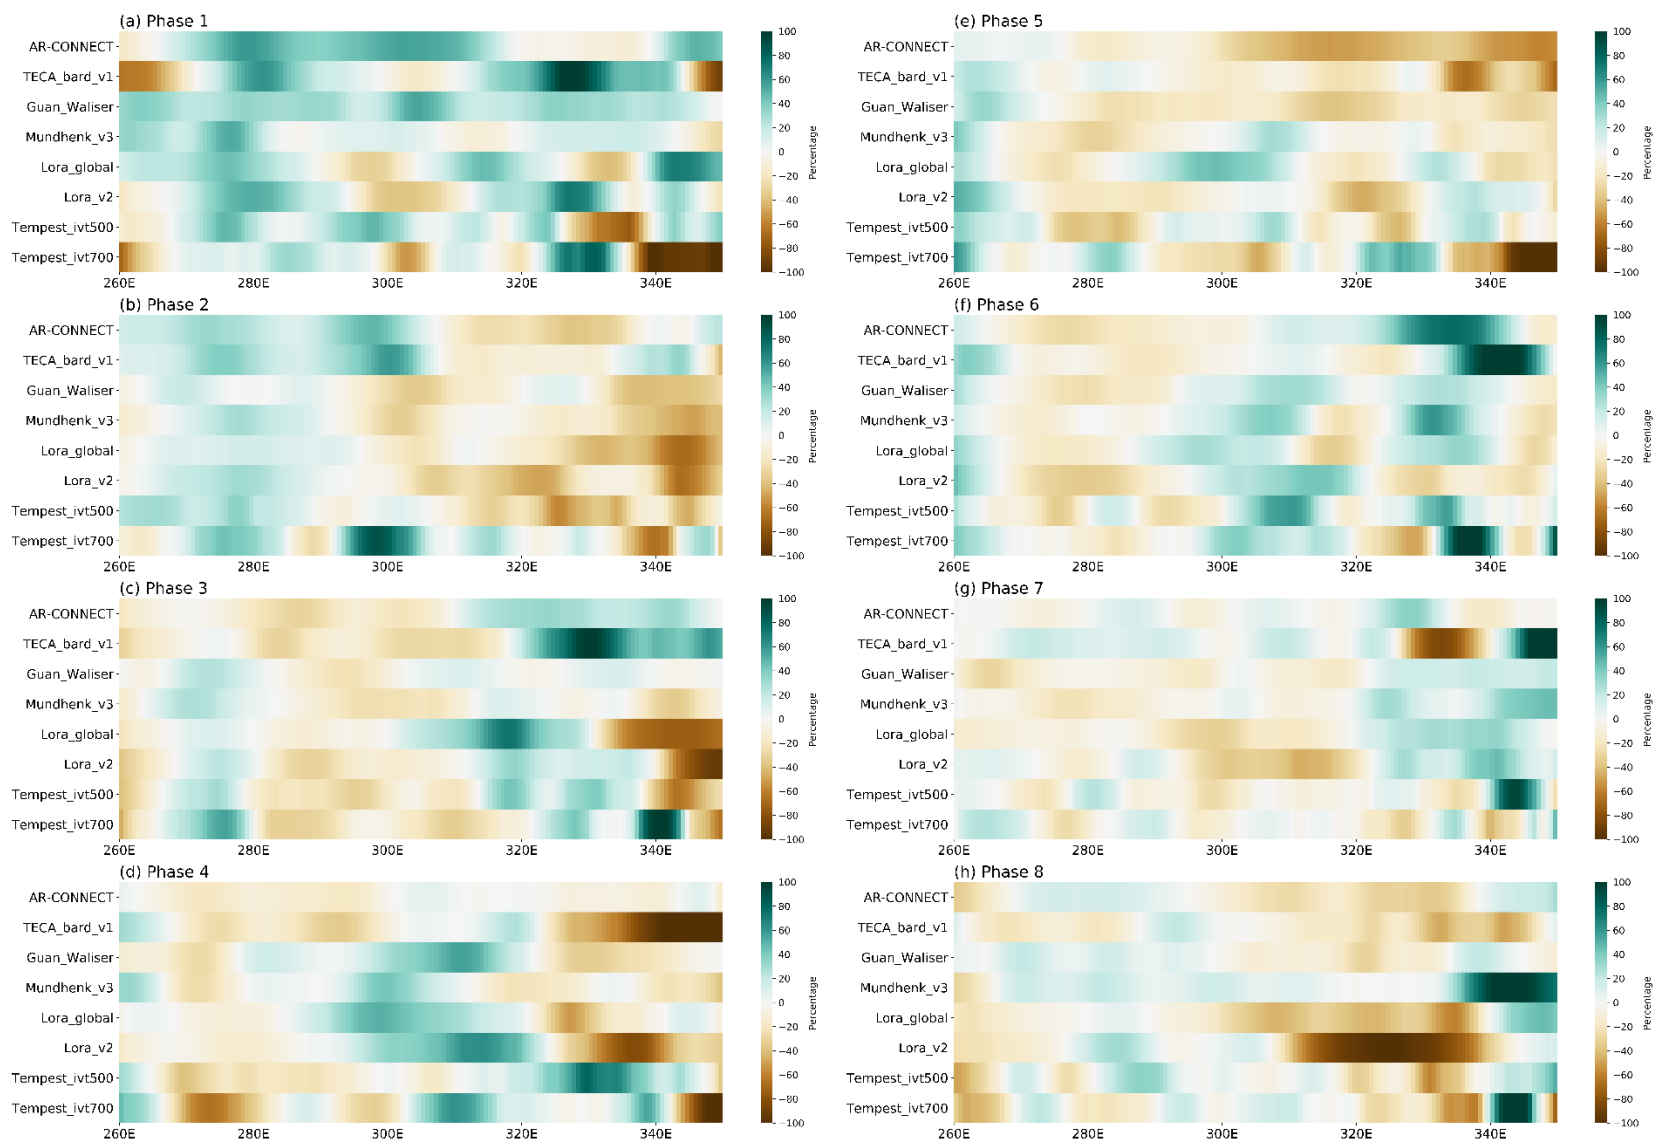 (a) Phase 1
AR-CONNECT
TECA_bard_v1
Guan_Waliser
Mundhenk_v3
Lora_global
Lora_v2
Tempest_ivt500
Tempest_ivt700
260E 280E 300E 320E 340E
100
80
60
40
20
0
−20
−40
−60
−80
−100
Percentage
(b) Phase 2
AR-CONNECT
TECA_bard_v1
Guan_Waliser
Mundhenk_v3
Lora_global
Lora_v2
Tempest_ivt500
Tempest_ivt700
260E 280E 300E 320E 340E
100
80
60
40
20
0
−20
−40
−60
−80
−100
Percentage
(c) Phase 3
AR-CONNECT
TECA_bard_v1
Guan_Waliser
Mundhenk_v3
Lora_global
Lora_v2
Tempest_ivt500
Tempest_ivt700
260E 280E 300E 320E 340E
100
80
60
40
20
0
−20
−40
−60
−80
−100
Percentage
(d) Phase 4
AR-CONNECT
TECA_bard_v1
Guan_Waliser
Mundhenk_v3
Lora_global
Lora_v2
Tempest_ivt500
Tempest_ivt700
260E 280E 300E 320E 340E
100
80
60
40
20
0
−20
−40
−60
−80
−100
Percentage
(e) Phase 5
AR-CONNECT
TECA_bard_v1
Guan_Waliser
Mundhenk_v3
Lora_global
Lora_v2
Tempest_ivt500
Tempest_ivt700
260E 280E 300E 320E 340E
100
80
60
40
20
0
−20
−40
−60
−80
−100
Percentage
(f) Phase 6
AR-CONNECT
TECA_bard_v1
Guan_Waliser
Mundhenk_v3
Lora_global
Lora_v2
Tempest_ivt500
Tempest_ivt700
260E 280E 300E 320E 340E
100
80
60
40
20
0
−20
−40
−60
−80
−100
Percentage
(g) Phase 7
AR-CONNECT
TECA_bard_v1
Guan_Waliser
Mundhenk_v3
Lora_global
Lora_v2
Tempest_ivt500
Tempest_ivt700
260E 280E 300E 320E 340E
100
80
60
40
20
0
−20
−40
−60
−80
−100
Percentage
(h) Phase 8
AR-CONNECT
TECA_bard_v1
Guan_Waliser
Mundhenk_v3
Lora_global
Lora_v2
Tempest_ivt500
Tempest_ivt700
260E 280E 300E 320E 340E
100
80
60
40
20
0
−20
−40
−60
−80
−100
Percentage